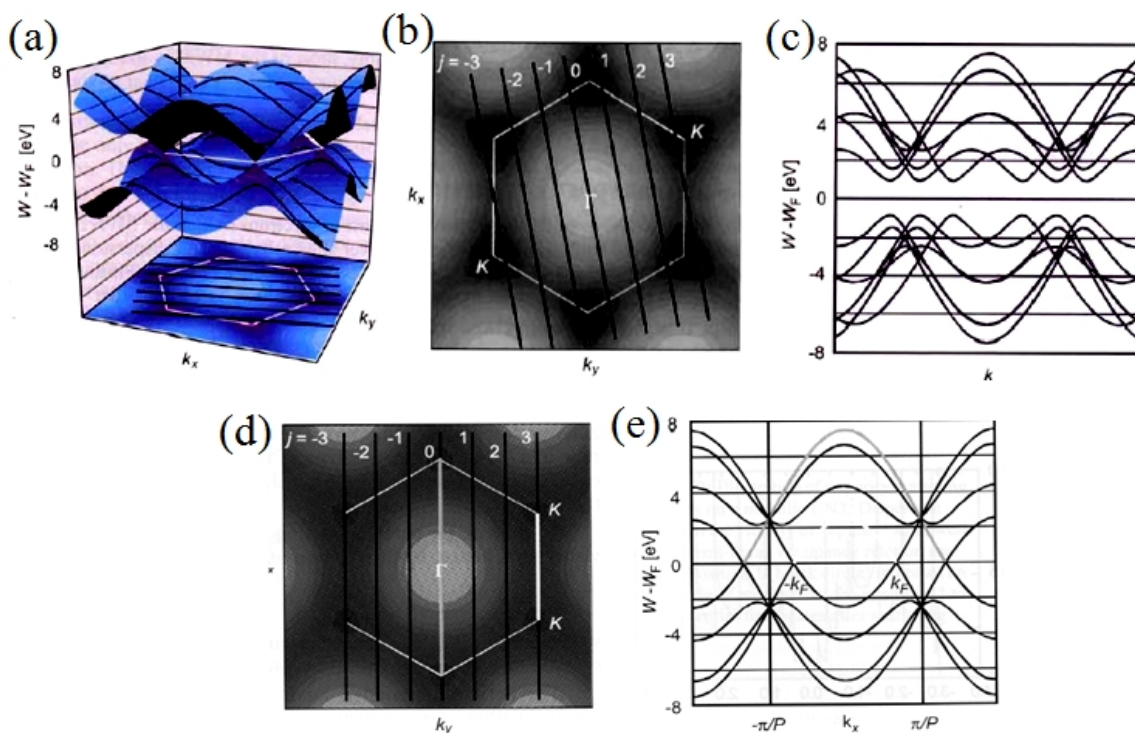 (a)
8
4
0
-4
-8
W - W_F [eV]
k_x
k_y
(b)
j = -3
-2
-1
0
1
2
3
K
Γ
K
k_x
k_y
(c)
8
4
0
-4
-8
W - W_F [eV]
k
(d)
j = -3
-2
-1
0
1
2
3
K
Γ
K
k_y
(e)
8
4
0
-4
-8
W - W_F [eV]
-k_F
k_F
-π/P
k_x
π/P